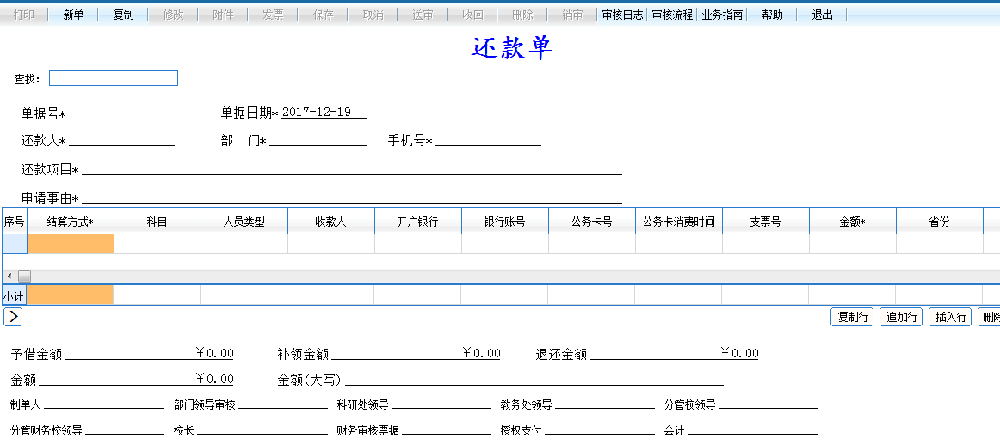 打印 新单 复制 修改 附件 发票 保存 取消 送审 收回 删除 销审 审核日志 审核流程 业务指南 帮助 退出
还款单
查找：
单据号* 单据日期* 2017-12-19
还款人* 部 门* 手机号*
还款项目*
申请事由*
序号 结算方式* 科目 人员类型 收款人 开户银行 银行账号 公务卡号 公务卡消费时间 支票号 金额* 省份
小计
复制行 追加行 插入行 删除
予借金额 ￥0.00 补领金额 ￥0.00 退还金额 ￥0.00
金额 ￥0.00 金额(大写)
制单人 部门领导审核 科研处领导 教务处领导 分管校领导
分管财务校领导 校长 财务审核票据 授权支付 会计